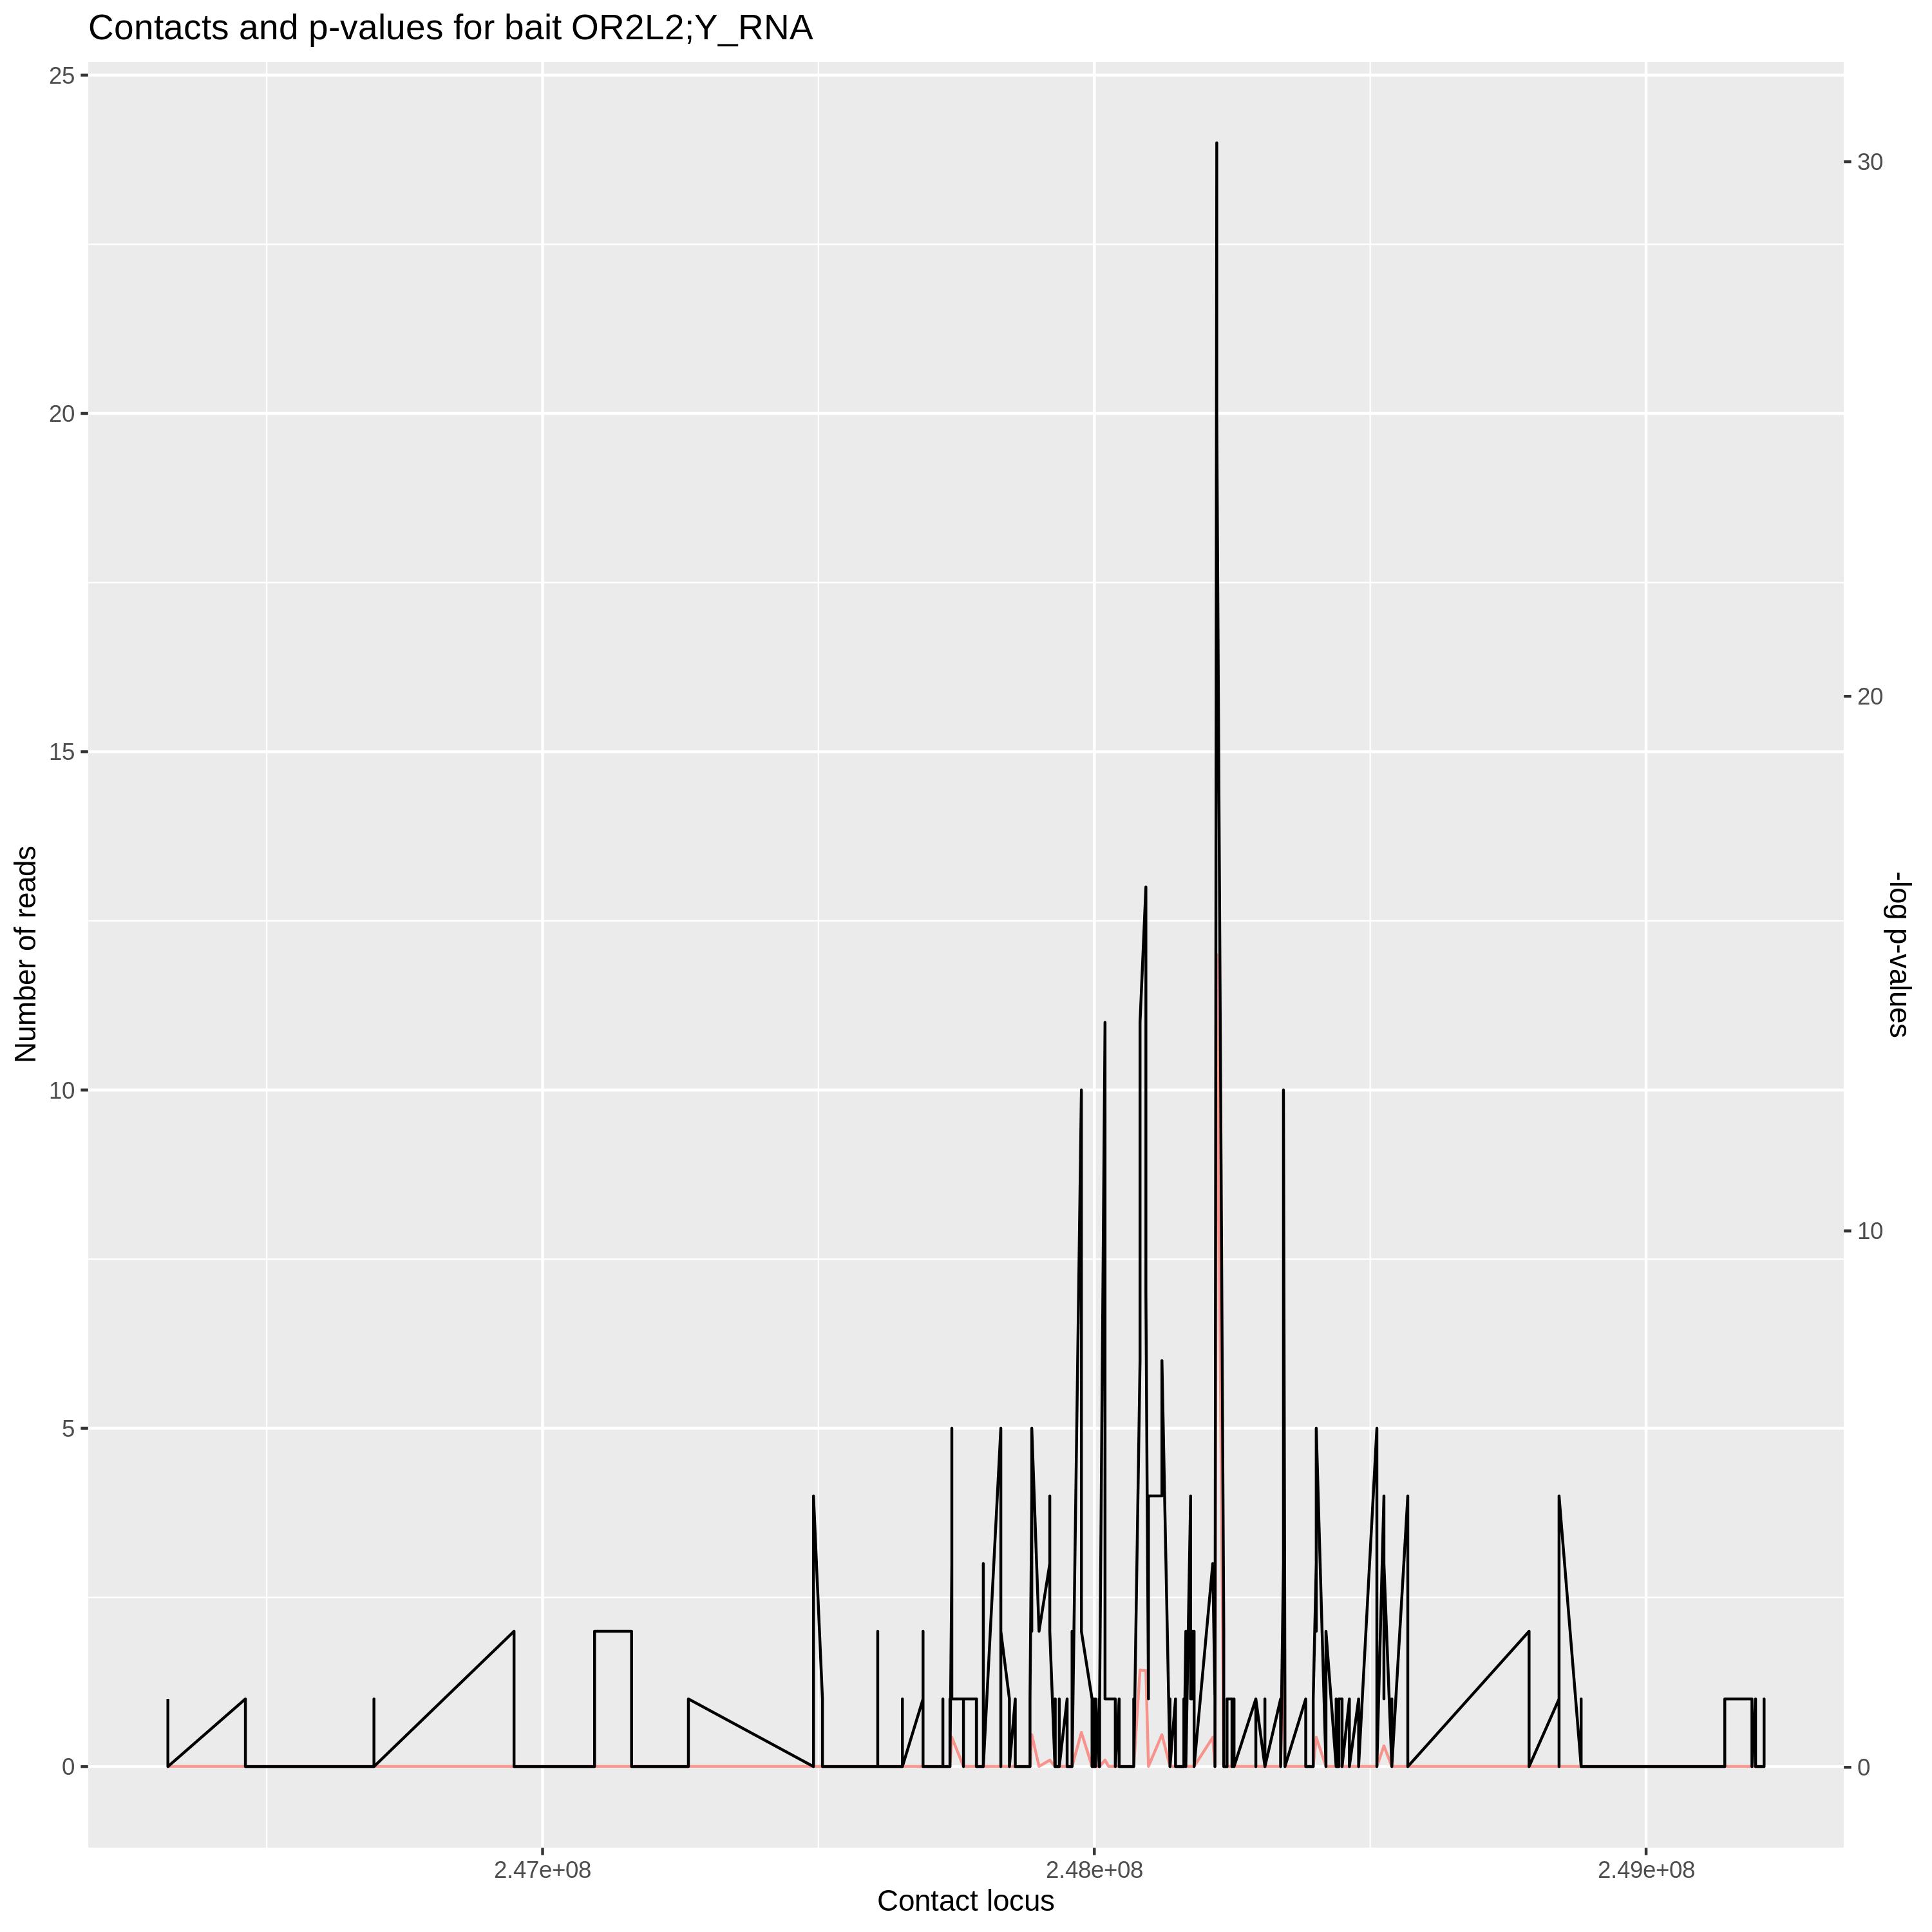 Contacts and p-values for bait OR2L2;Y_RNA
25
20
15
10
5
0
Number of reads
30
20
10
0
-log p-values
2.47e+08 2.48e+08 2.49e+08
Contact locus